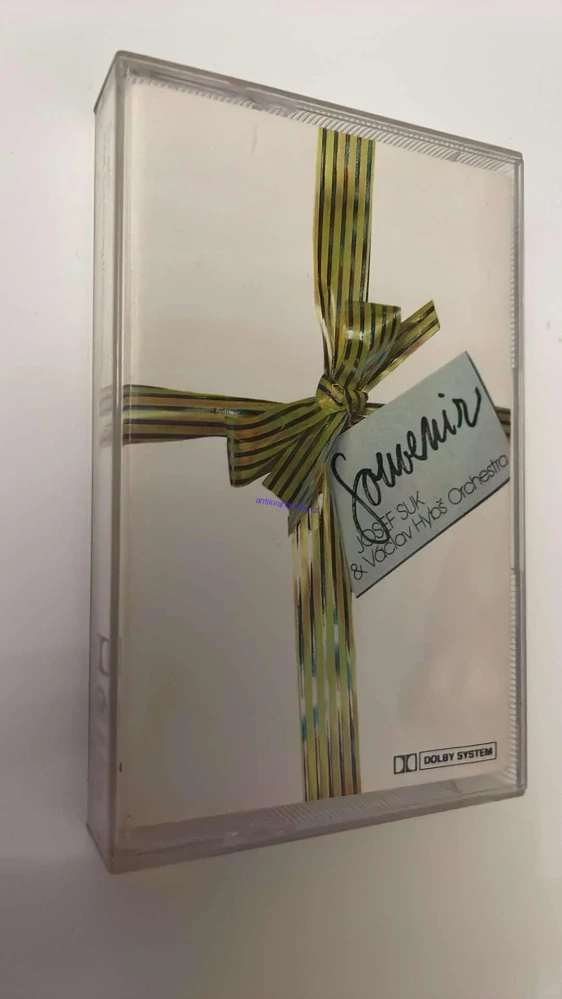 Souvenir
JOSEF SUK
& Václav Hybš Orchestra
DOLBY SYSTEM